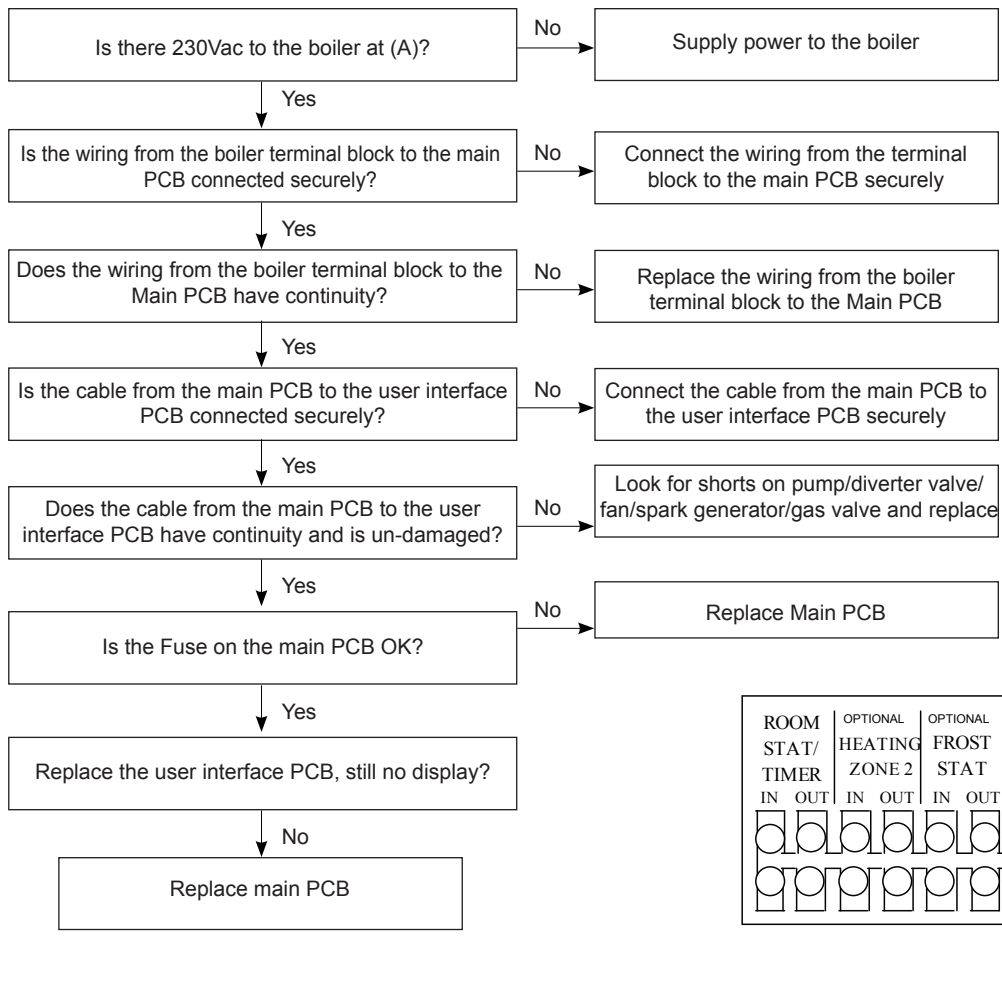 Is there 230Vac to the boiler at (A)?
No
Supply power to the boiler
Yes
Is the wiring from the boiler terminal block to the main
PCB connected securely?
No
Connect the wiring from the terminal
block to the main PCB securely
Yes
Does the wiring from the boiler terminal block to the
Main PCB have continuity?
No
Replace the wiring from the boiler
terminal block to the Main PCB
Yes
Is the cable from the main PCB to the user interface
PCB connected securely?
No
Connect the cable from the main PCB to
the user interface PCB securely
Yes
Does the cable from the main PCB to the user
interface PCB have continuity and is un-damaged?
No
Look for shorts on pump/diverter valve/
fan/spark generator/gas valve and replace
Yes
Is the Fuse on the main PCB OK?
No
Replace Main PCB
Yes
Replace the user interface PCB, still no display?
No
Replace main PCB
ROOM
STAT/
TIMER
IN OUT
OPTIONAL
HEATING
ZONE 2
IN OUT
OPTIONAL
FROST
STAT
IN OUT